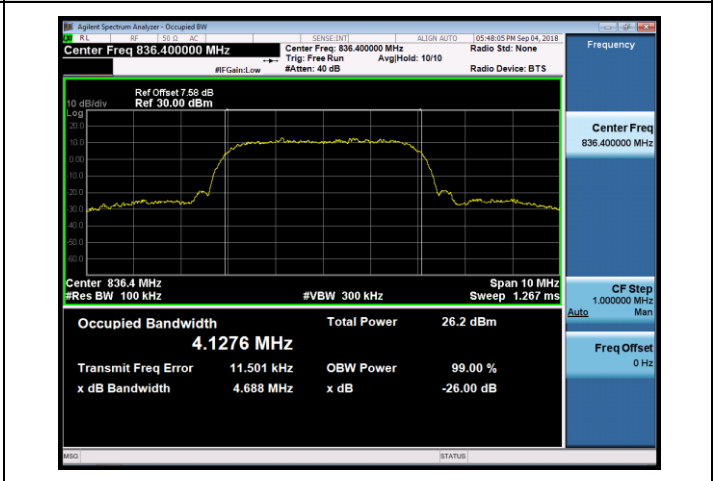 Agilent Spectrum Analyzer - Occupied BW
RL RF 50 Ω AC SENSE:INT ALIGN AUTO 05:48:05 PM Sep 04, 2018
Center Freq 836.400000 MHz
Center Freq: 836.400000 MHz
Radio Std: None
Trig: Free Run Avg|Hold: 10/10
#IFGain:Low #Atten: 40 dB Radio Device: BTS
Frequency
Ref Offset 7.58 dB
10 dB/div Ref 30.00 dBm
Log
20.0
10.0
0.00
-10.0
-20.0
-30.0
-40.0
-50.0
-60.0
Center 836.4 MHz Span 10 MHz
#Res BW 100 kHz #VBW 300 kHz Sweep 1.267 ms
Center Freq
836.400000 MHz
CF Step
1.000000 MHz
Auto Man
Freq Offset
0 Hz
Occupied Bandwidth Total Power 26.2 dBm
4.1276 MHz
Transmit Freq Error 11.501 kHz OBW Power 99.00 %
x dB Bandwidth 4.688 MHz x dB -26.00 dB
MSG STATUS